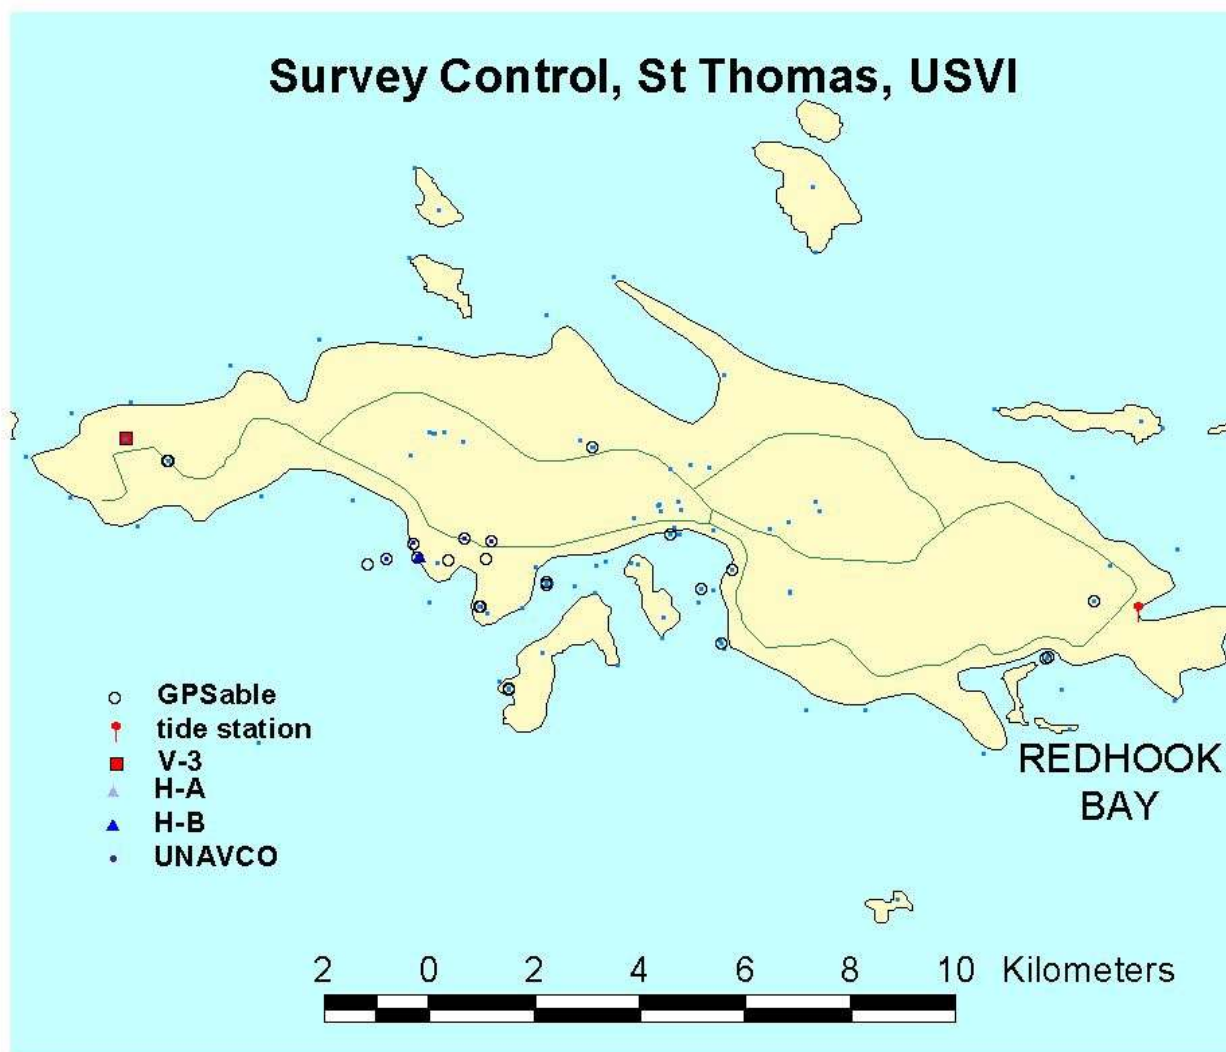 Survey Control, St Thomas, USVI
GPSable
tide station
V-3
H-A
H-B
UNAVCO
REDHOOK
BAY
2 0 2 4 6 8 10 Kilometers